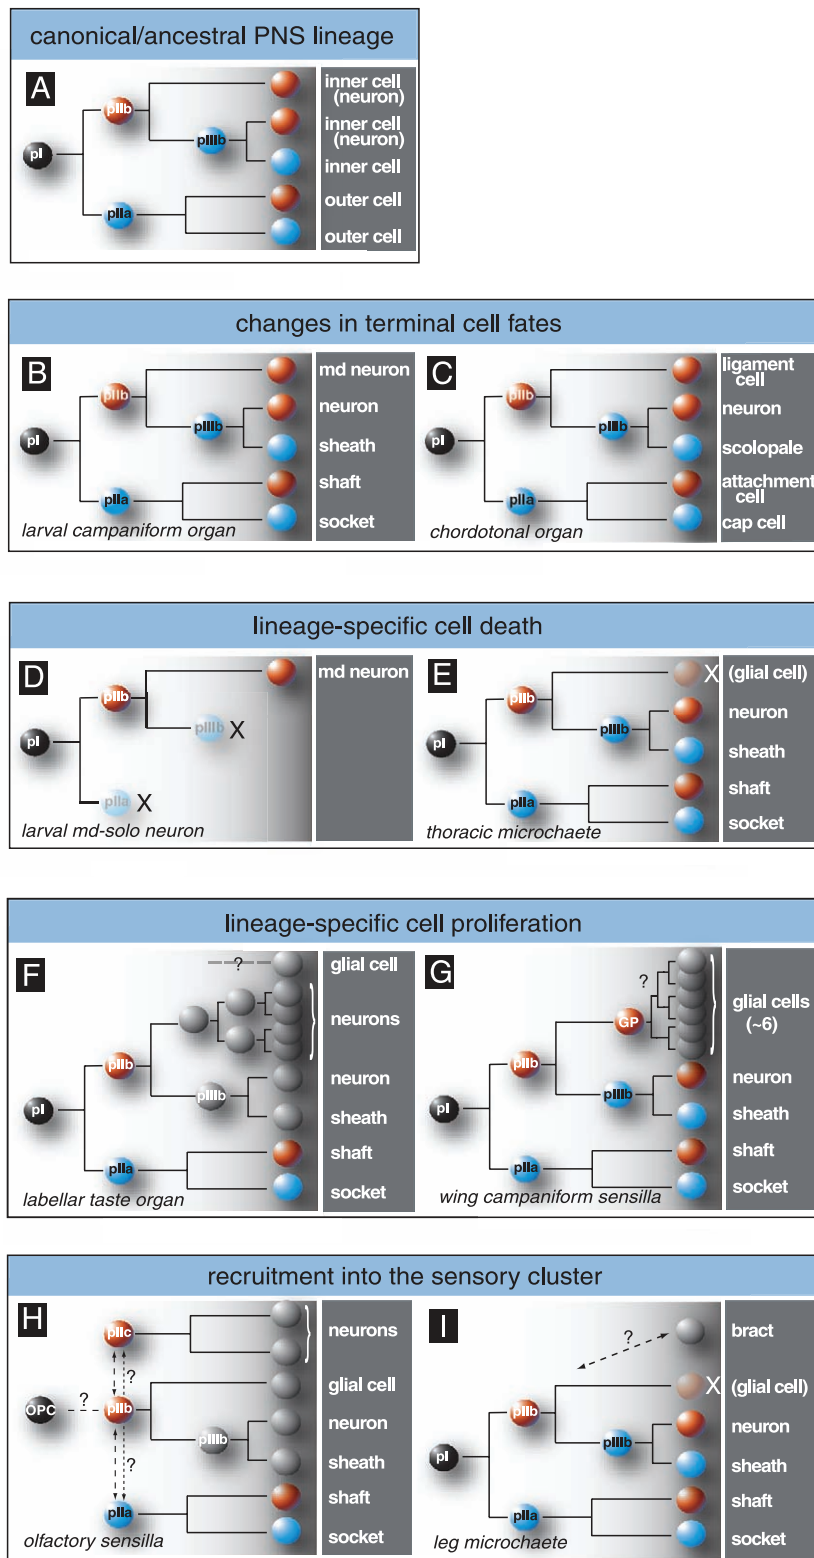 canonical/ancestral PNS lineage
A
pI
pIIb
pIIIb
pIIa
inner cell
(neuron)
inner cell
(neuron)
inner cell
outer cell
outer cell
changes in terminal cell fates
B
pI
pIIb
pIIIb
pIIa
md neuron
neuron
sheath
shaft
socket
larval campaniform organ
C
pI
pIIb
pIIIb
pIIa
ligament
cell
neuron
scolopale
attachment
cell
cap cell
chordotonal organ
lineage-specific cell death
D
pI
pIIb
pIIIb
X
pIIa
X
md neuron
larval md-solo neuron
E
pI
pIIb
pIIIb
pIIa
X
(glial cell)
neuron
sheath
shaft
socket
thoracic microchaete
lineage-specific cell proliferation
F
?
pI
pIIb
pIIIb
pIIa
glial cell
neurons
neuron
sheath
shaft
socket
labellar taste organ
G
?
GP
pI
pIIb
pIIIb
pIIa
glial cells
(~6)
neuron
sheath
shaft
socket
wing campaniform sensilla
recruitment into the sensory cluster
H
pIIc
?
OPC
?
pIIb
pIIIb
?
pIIa
neurons
glial cell
neuron
sheath
shaft
socket
olfactory sensilla
I
?
pI
pIIb
pIIIb
pIIa
X
bract
(glial cell)
neuron
sheath
shaft
socket
leg microchaete